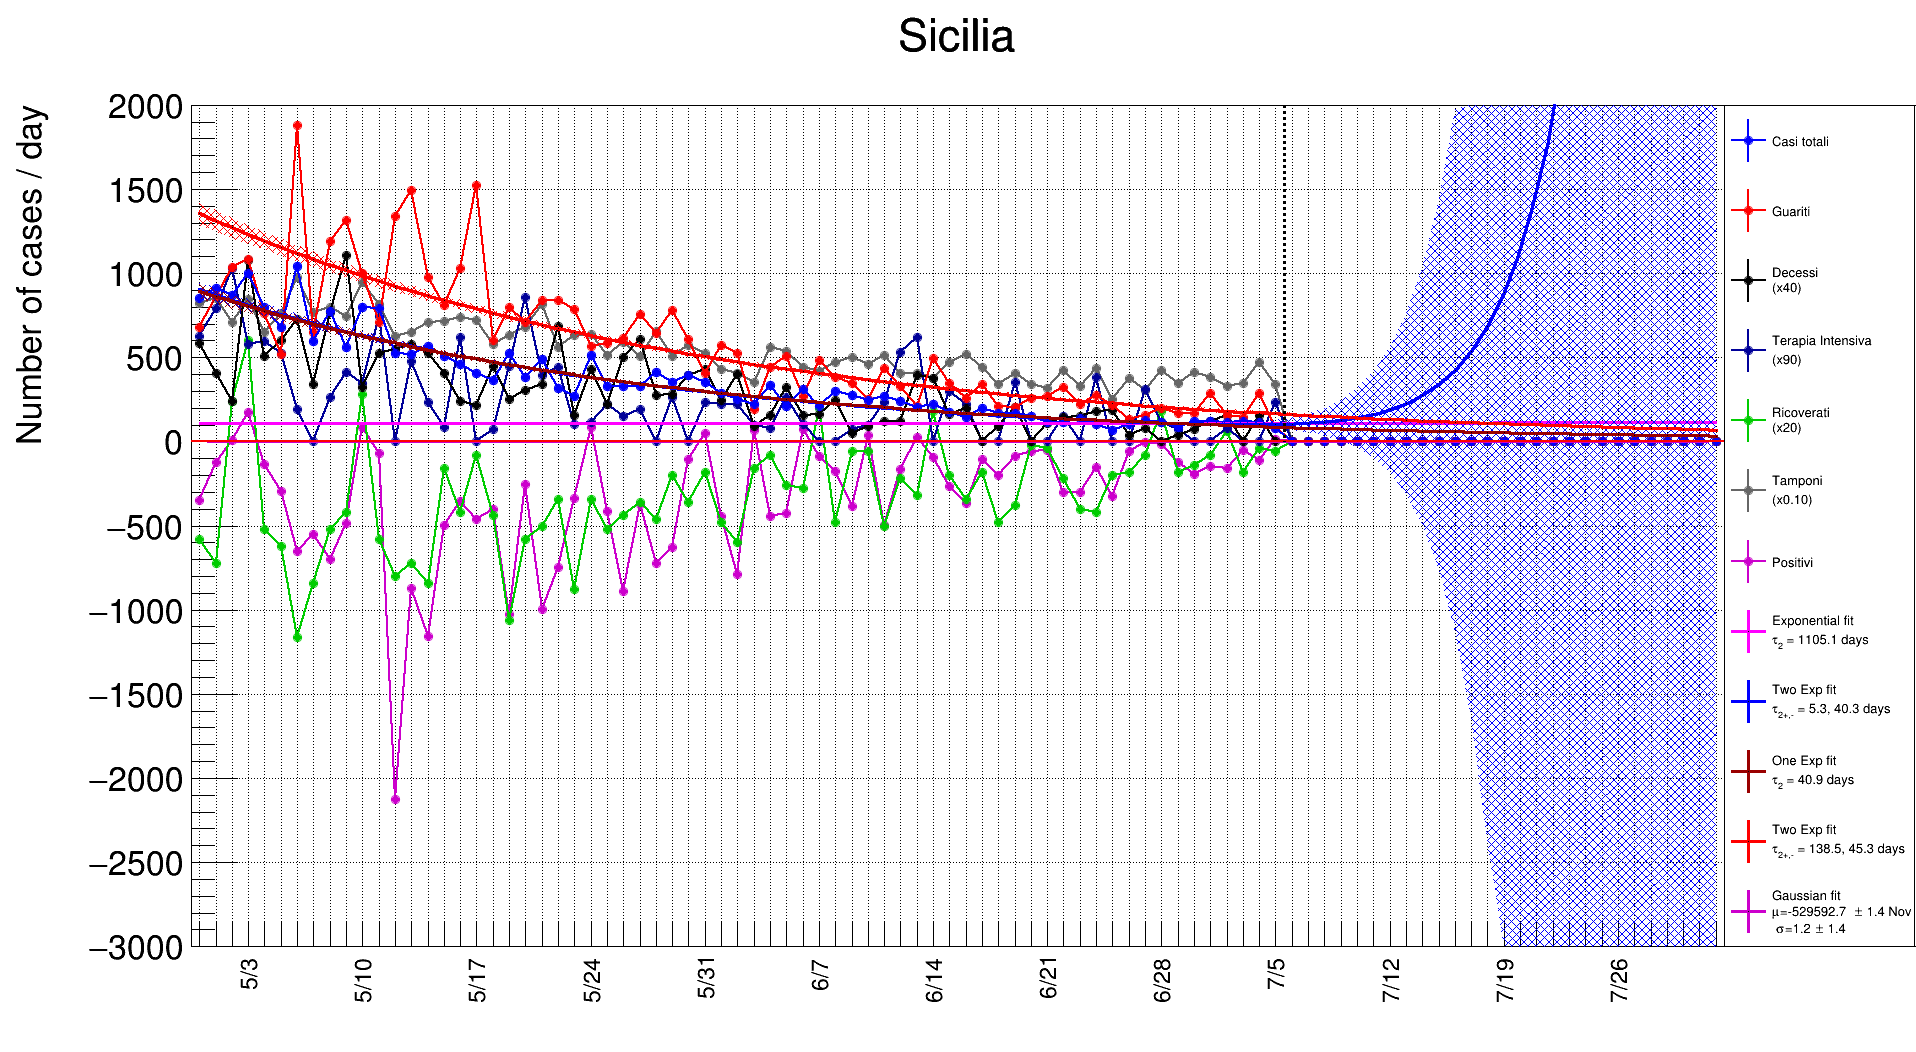 Sicilia
Number of cases / day
2000
1500
1000
500
0
−500
−1000
−1500
−2000
−2500
−3000
5/3
5/10
5/17
5/24
5/31
6/7
6/14
6/21
6/28
7/5
7/12
7/19
7/26
Casi totali
Guariti
Decessi
(x40)
Terapia Intensiva
(x90)
Ricoverati
(x20)
Tamponi
(x0.10)
Positivi
Exponential fit
τ2 = 1105.1 days
Two Exp fit
τ2+,- = 5.3, 40.3 days
One Exp fit
τ2 = 40.9 days
Two Exp fit
τ2+,- = 138.5, 45.3 days
Gaussian fit
μ=-529592.7 ± 1.4 Nov
σ=1.2 ± 1.4